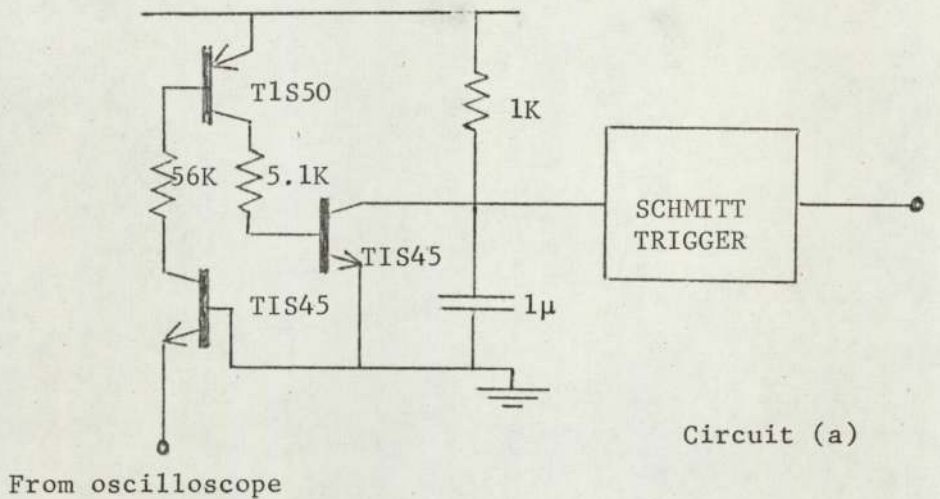 T1S50
1K
56K
5.1K
SCHMITT
TRIGGER
TIS45
TIS45
1μ
Circuit (a)
From oscilloscope